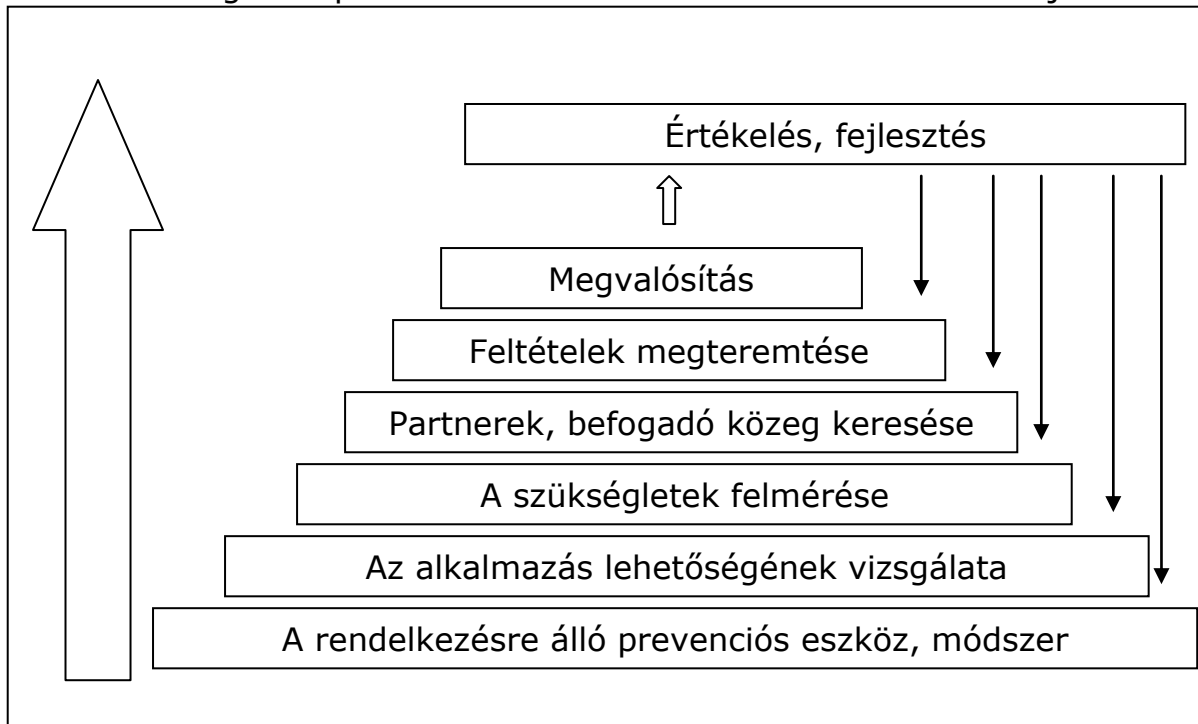 Értékelés, fejlesztés
Megvalósítás
Feltételek megteremtése
Partnerek, befogadó közeg keresése
A szükségletek felmérése
Az alkalmazás lehetőségének vizsgálata
A rendelkezésre álló prevenciós eszköz, módszer